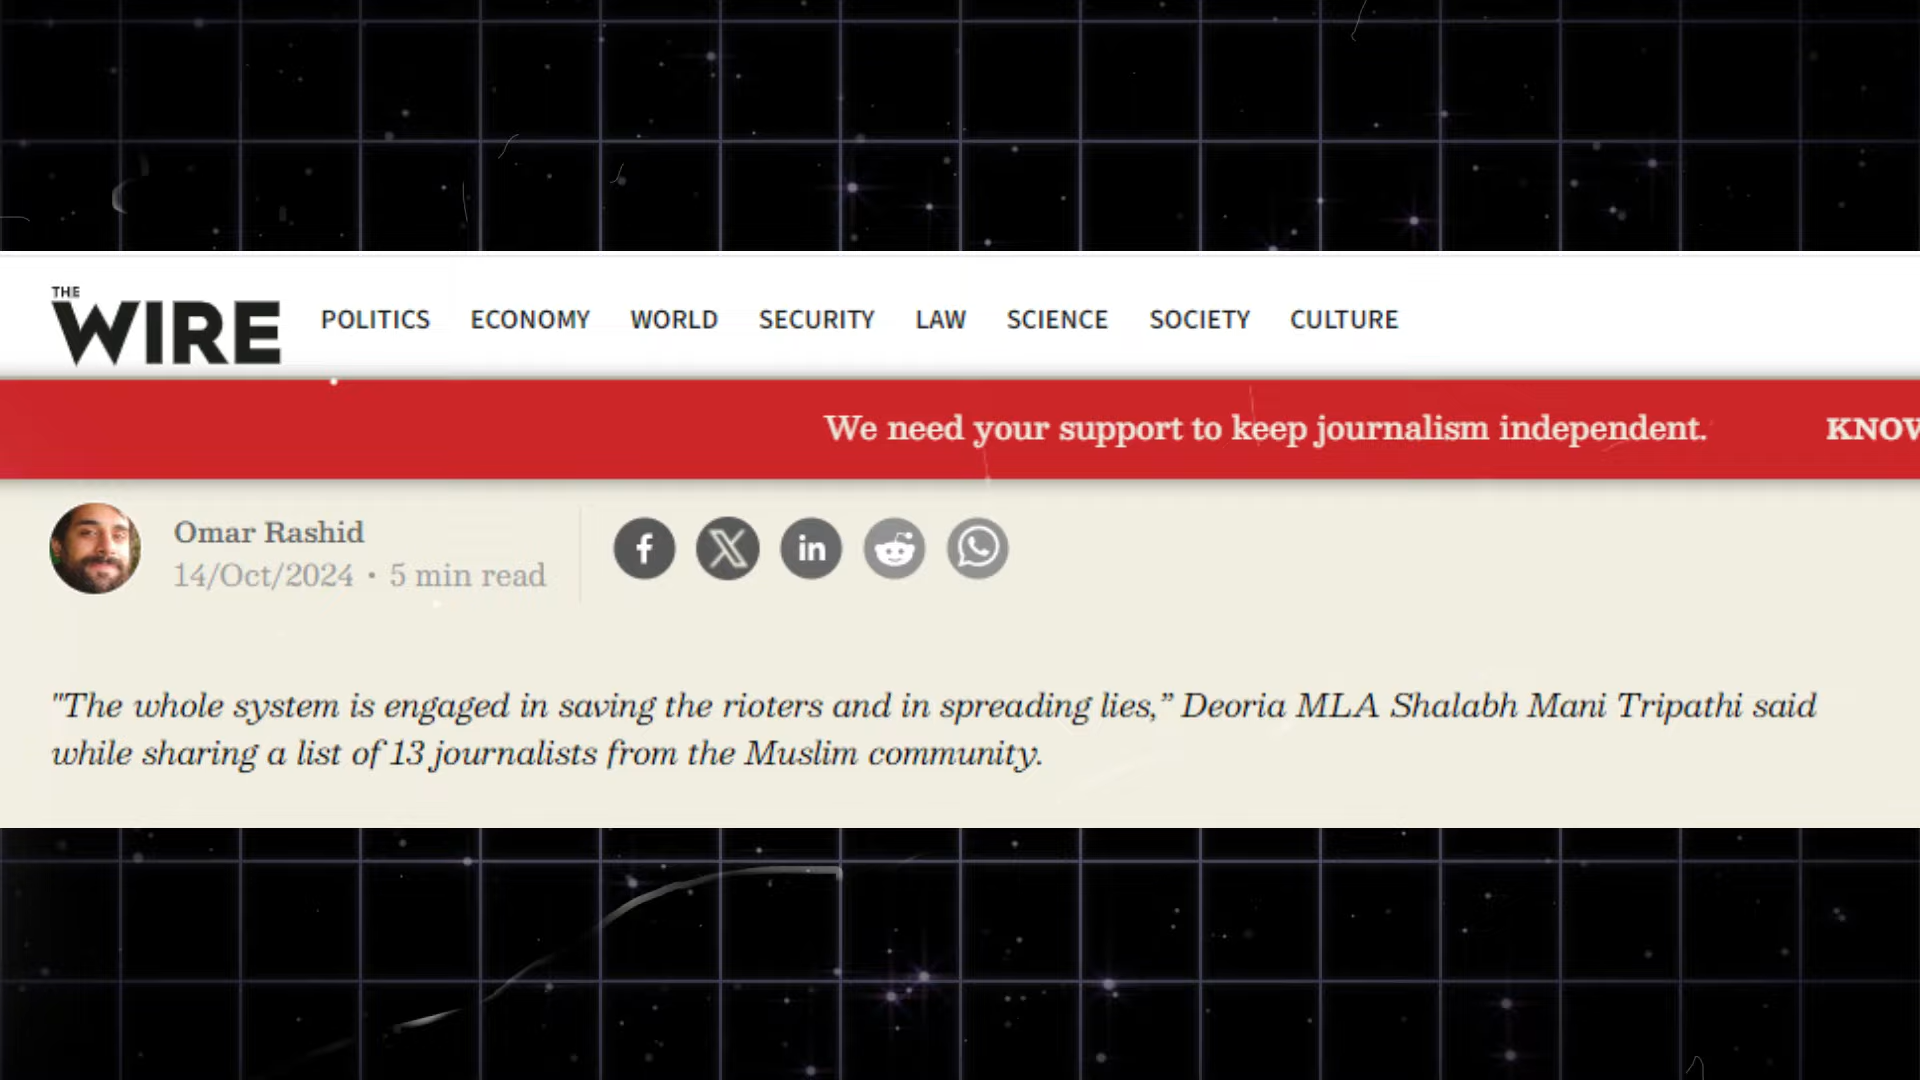 THE
WIRE
POLITICS ECONOMY WORLD SECURITY LAW SCIENCE SOCIETY CULTURE
We need your support to keep journalism independent.
Omar Rashid
14/Oct/2024 • 5 min read
"The whole system is engaged in saving the rioters and in spreading lies,” Deoria MLA Shalabh Mani Tripathi said
while sharing a list of 13 journalists from the Muslim community.